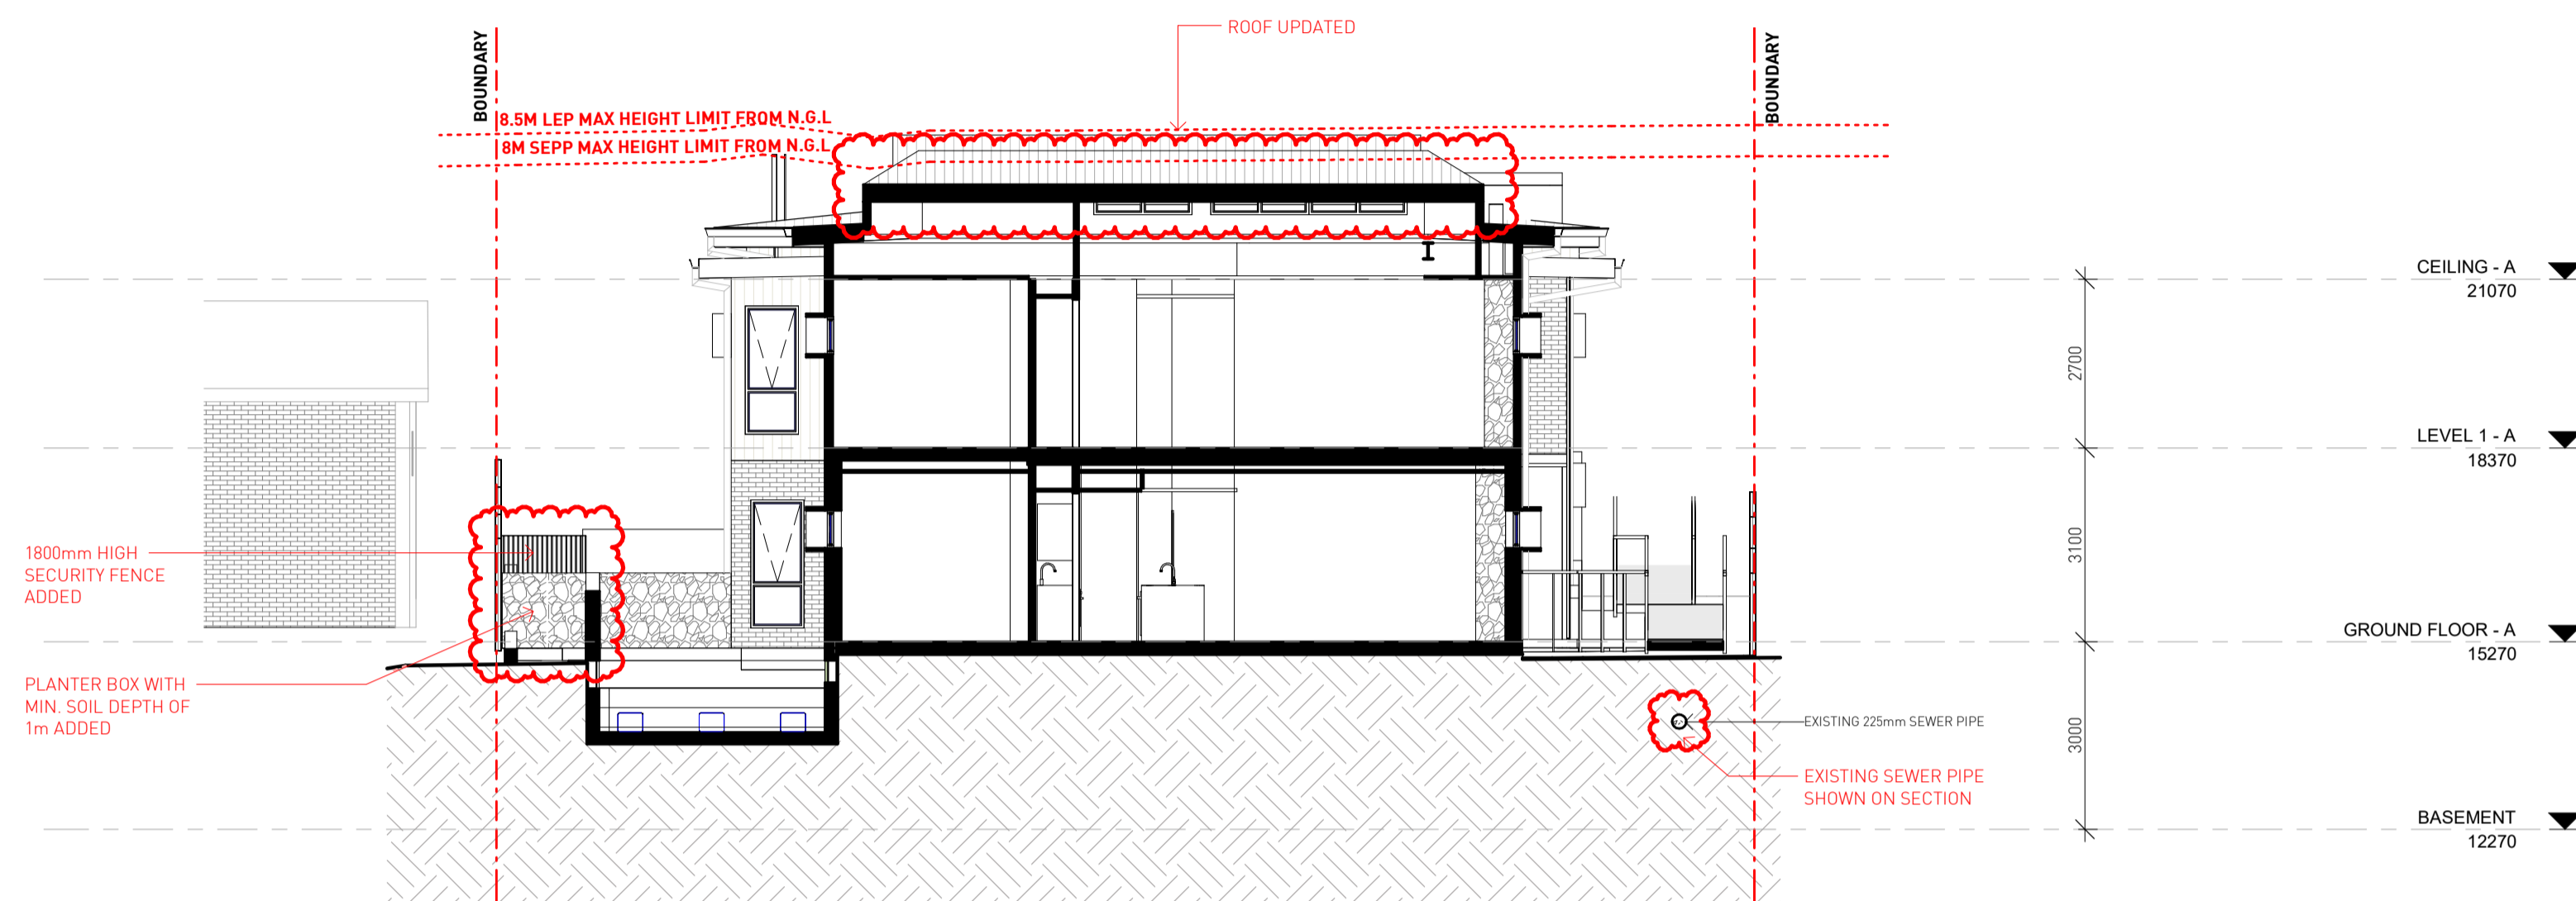 ROOF UPDATED
BOUNDARY
BOUNDARY
8.5M LEP MAX HEIGHT LIMIT FROM N.G.L
8M SEPP MAX HEIGHT LIMIT FROM N.G.L
CEILING - A
21070
2700
LEVEL 1 - A
18370
3100
1800mm HIGH
SECURITY FENCE
ADDED
GROUND FLOOR - A
15270
PLANTER BOX WITH
MIN. SOIL DEPTH OF
1m ADDED
EXISTING 225mm SEWER PIPE
3000
EXISTING SEWER PIPE
SHOWN ON SECTION
BASEMENT
12270